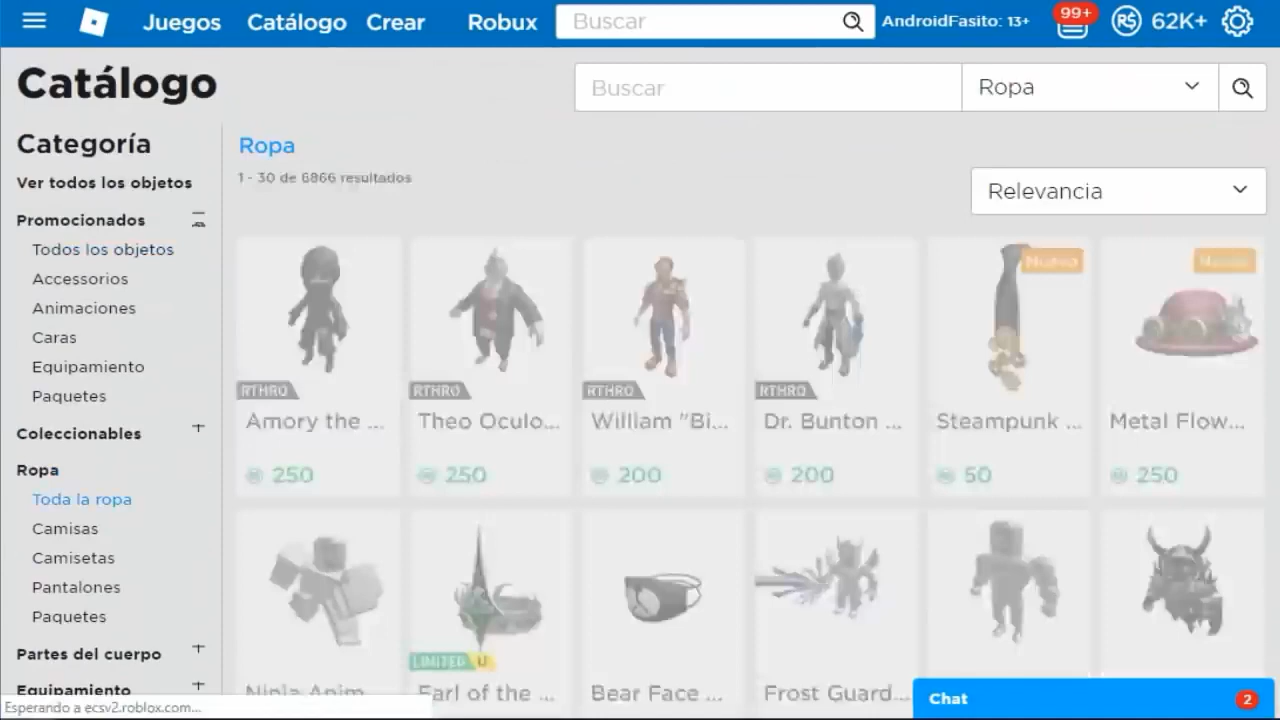 Juegos Catálogo Crear Robux Buscar AndroidFasito: 13+ 99+ R$ 62K+
Catálogo
Buscar Ropa
Categoría
Ver todos los objetos
Promocionados
Todos los objetos
Accessorios
Animaciones
Caras
Equipamiento
Paquetes
Coleccionables
Ropa
Toda la ropa
Camisas
Camisetas
Pantalones
Paquetes
Partes del cuerpo
Equipamiento
Ropa
1 - 30 de 6866 resultados
Relevancia
Nuevo Nuevo
RTHRO RTHRO RTHRO RTHRO
Amory the ... Theo Oculo... William "Bi... Dr. Bunton ... Steampunk ... Metal Flow...
250 250 200 200 50 250
LIMITED U
Ninja Anim... Earl of the ... Bear Face ... Frost Guard...
Esperando a ecsv2.roblox.com...
Chat 2